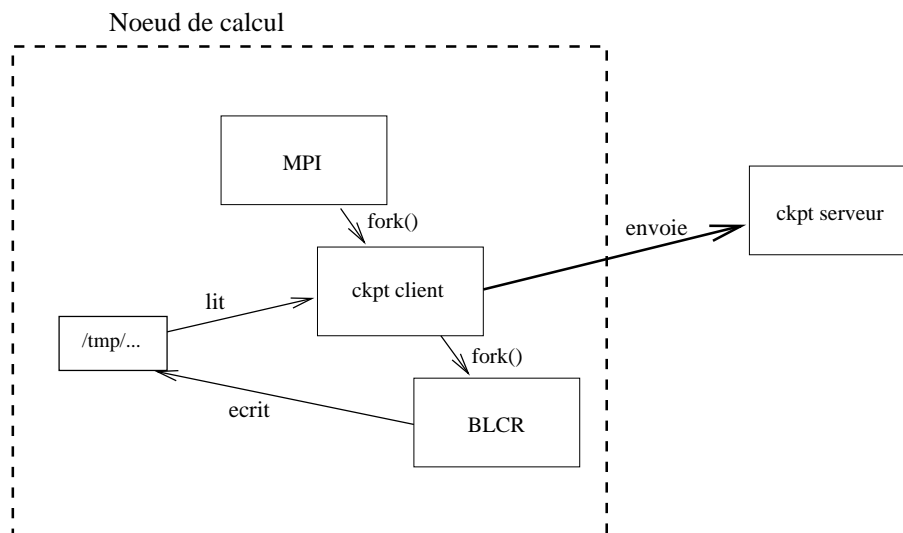 Noeud de calcul
MPI
fork()
ckpt serveur
envoie
ckpt client
lit
/tmp/...
fork()
ecrit
BLCR